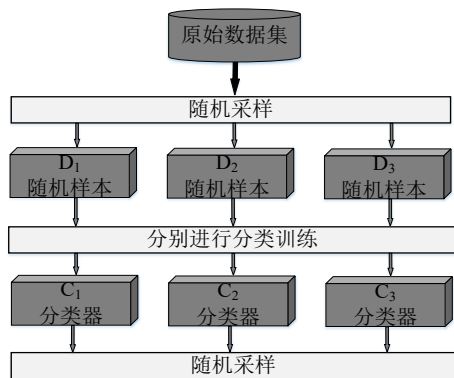 原始数据集
随机采样
D₁ D₂ D₃
随机样本 随机样本 随机样本
分别进行分类训练
C₁ C₂ C₃
分类器 分类器 分类器
随机采样